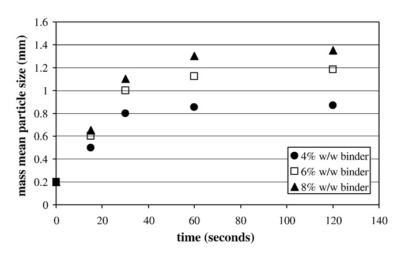 mass mean particle size (mm)
1.6
1.4
1.2
1
0.8
0.6
0.4
0.2
0
0 20 40 60 80 100 120 140
time (seconds)
4% w/w binder
6% w/w binder
8% w/w binder